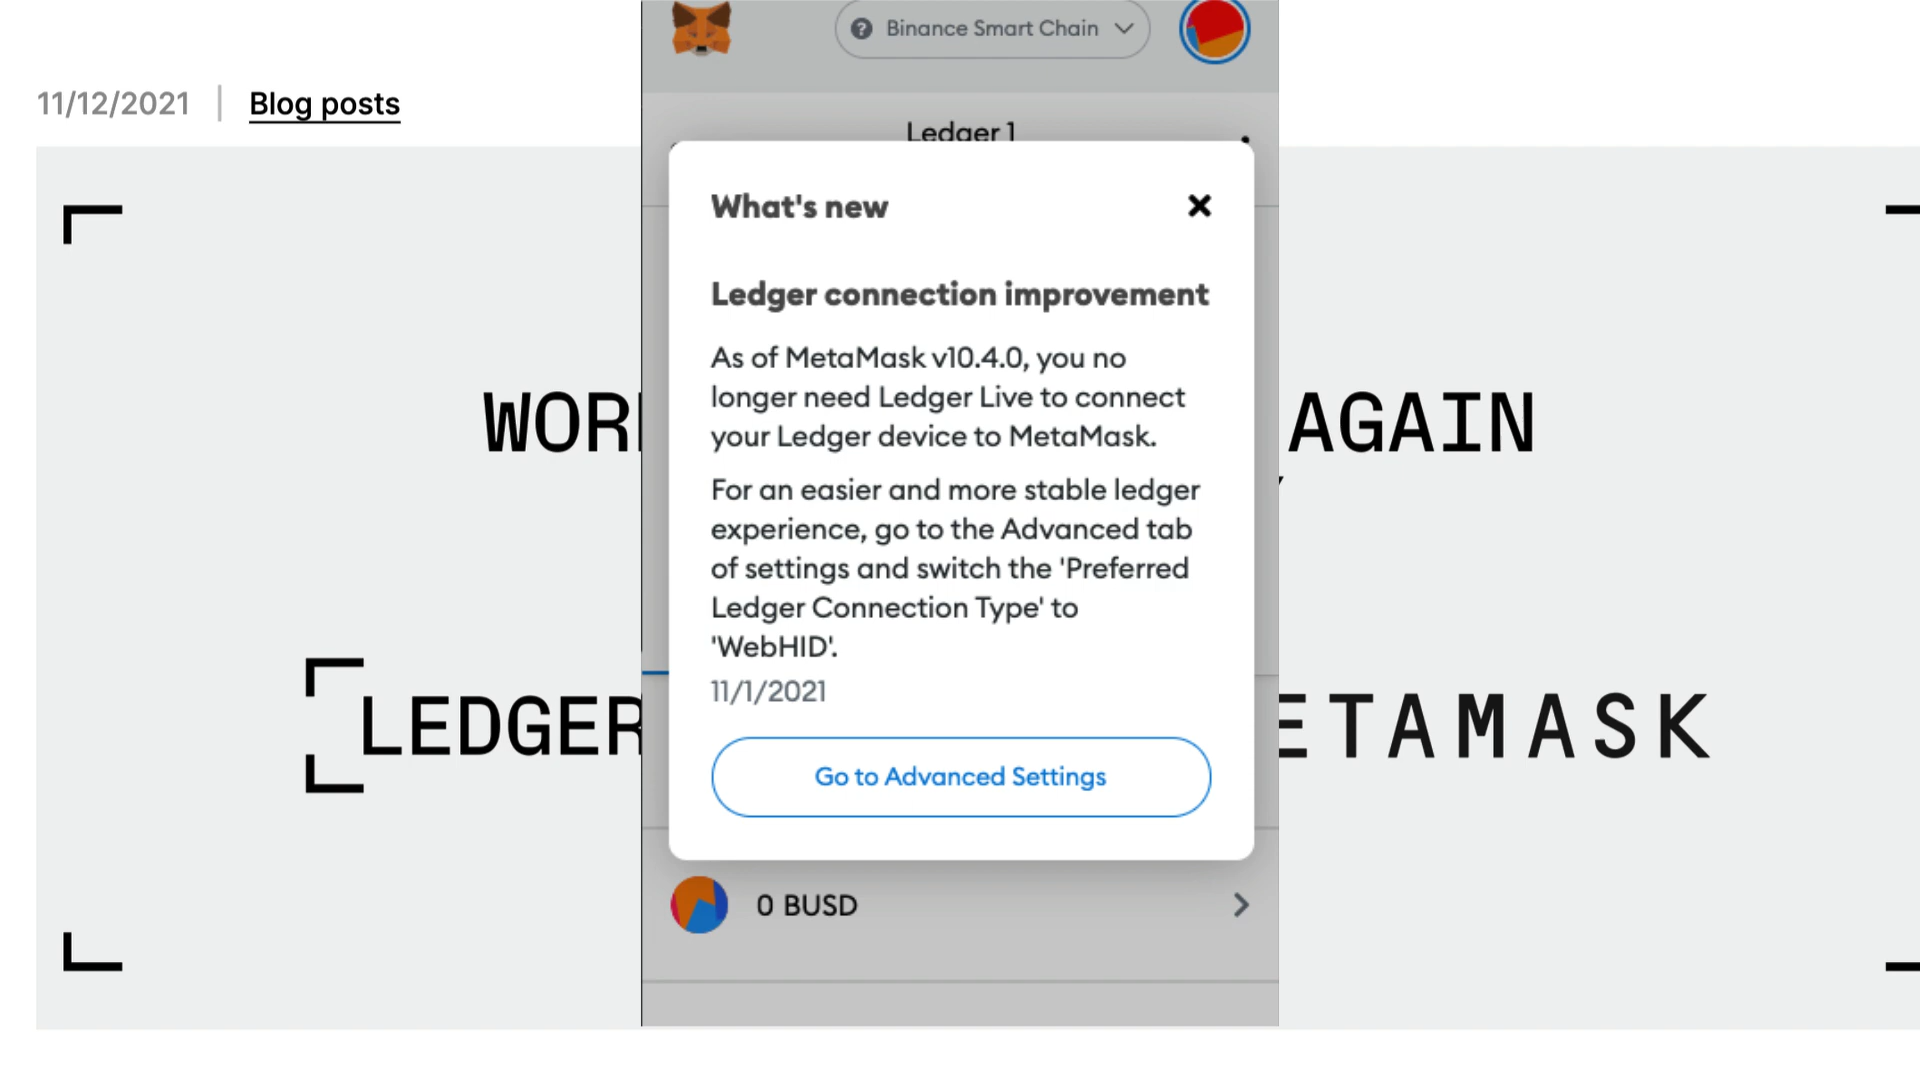 Binance Smart Chain
11/12/2021 | Blog posts
Ledger 1
What's new
Ledger connection improvement
As of MetaMask v10.4.0, you no
longer need Ledger Live to connect
your Ledger device to MetaMask.
For an easier and more stable ledger
experience, go to the Advanced tab
of settings and switch the 'Preferred
Ledger Connection Type' to
'WebHID'.
11/1/2021
Go to Advanced Settings
0 BUSD
AGAIN
LEDGER
ETAMASK